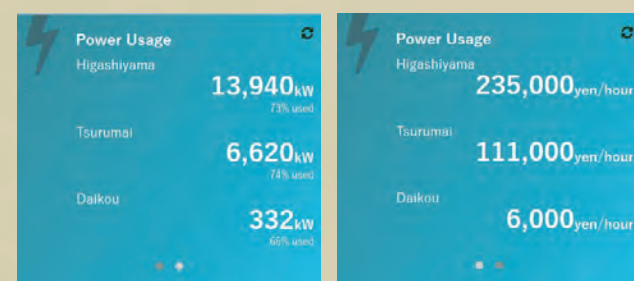 Power Usage
Higashiyama
13,940kW
73% used
Tsurumai
6,620kW
74% used
Daikou
332kW
66% used
Power Usage
Higashiyama
235,000yen/hour
Tsurumai
111,000yen/hour
Daikou
6,000yen/hour